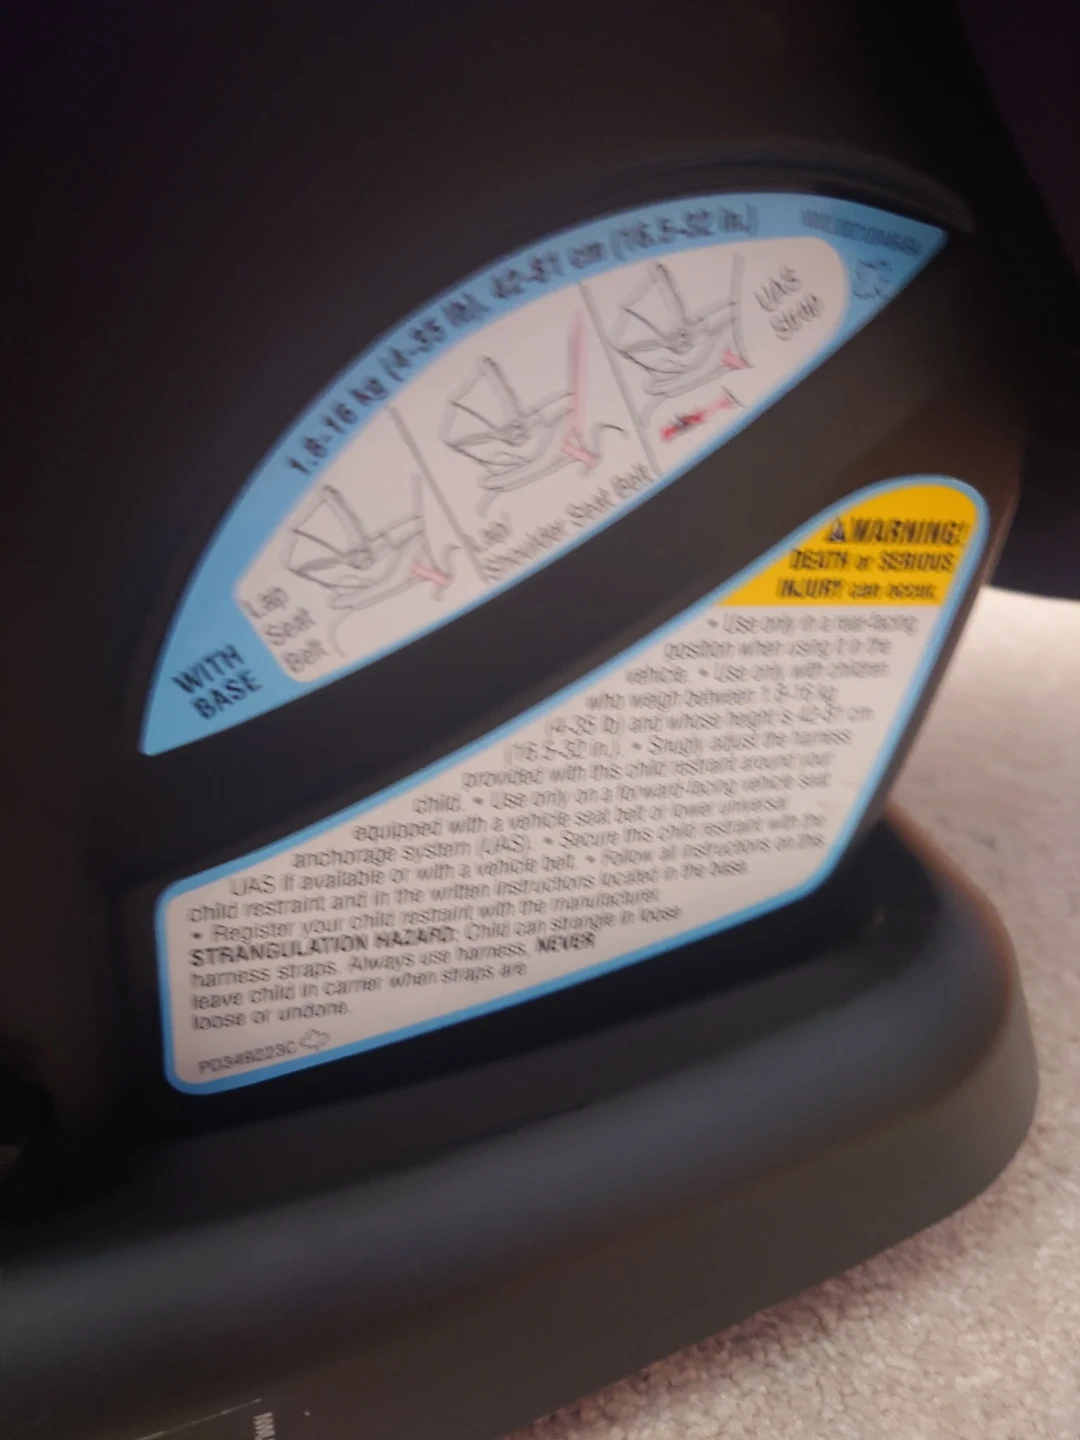 1.8-16 kg (4-35 lb), 42-81 cm (16.5-32 in.)
WITH
BASE
Lap
Seat
Belt
Lap/
Shoulder Seat Belt
UAS
Seat
WARNING!
DEATH or SERIOUS
INJURY can occur.
• Use only in a rear-facing
position when using it in the
vehicle. • Use only with children
who weigh between 1.8-16 kg
(4-35 lb) and whose height is 42-81 cm
(16.5-32 in.). • Snugly adjust the harness
provided with this child restraint around your
child. • Use only on a forward-facing vehicle seat
equipped with a vehicle seat belt or lower universal
anchorage system (UAS). • Secure this child restraint with the
UAS if available or with a vehicle belt. • Follow all instructions on this
child restraint and in the written instructions located in the base.
• Register your child restraint with the manufacturer.
STRANGULATION HAZARD: Child can strangle in loose
harness straps. Always use harness. NEVER
leave child in carrier when straps are
loose or undone.